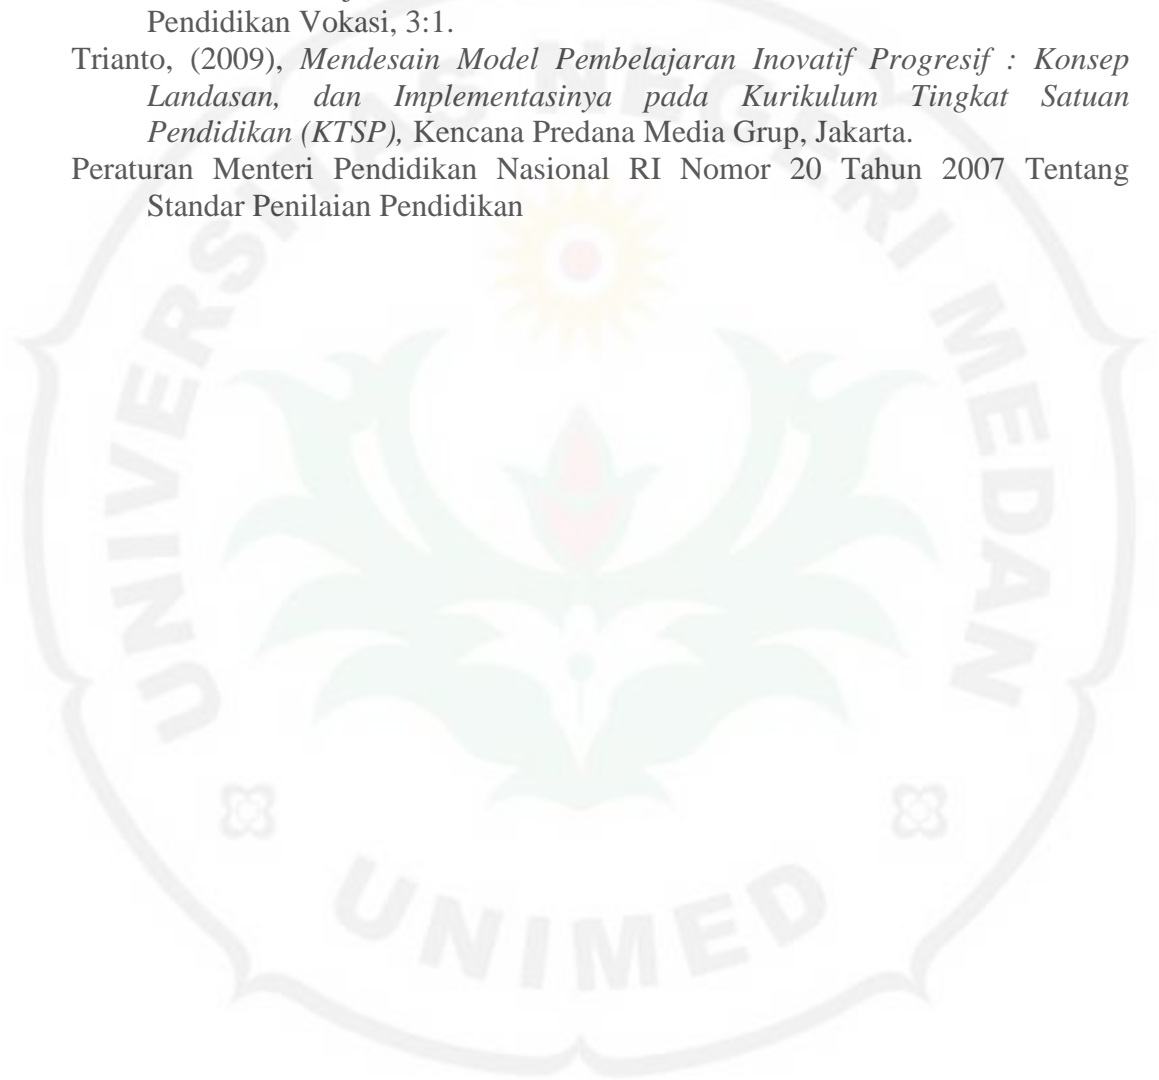 Pendidikan Vokasi, 3:1.
Trianto, (2009), Mendesain Model Pembelajaran Inovatif Progresif : Konsep
Landasan, dan Implementasinya pada Kurikulum Tingkat Satuan
Pendidikan (KTSP), Kencana Predana Media Grup, Jakarta.
Peraturan Menteri Pendidikan Nasional RI Nomor 20 Tahun 2007 Tentang
Standar Penilaian Pendidikan
UNIVERSITAS NEGERI MEDAN
UNIMED